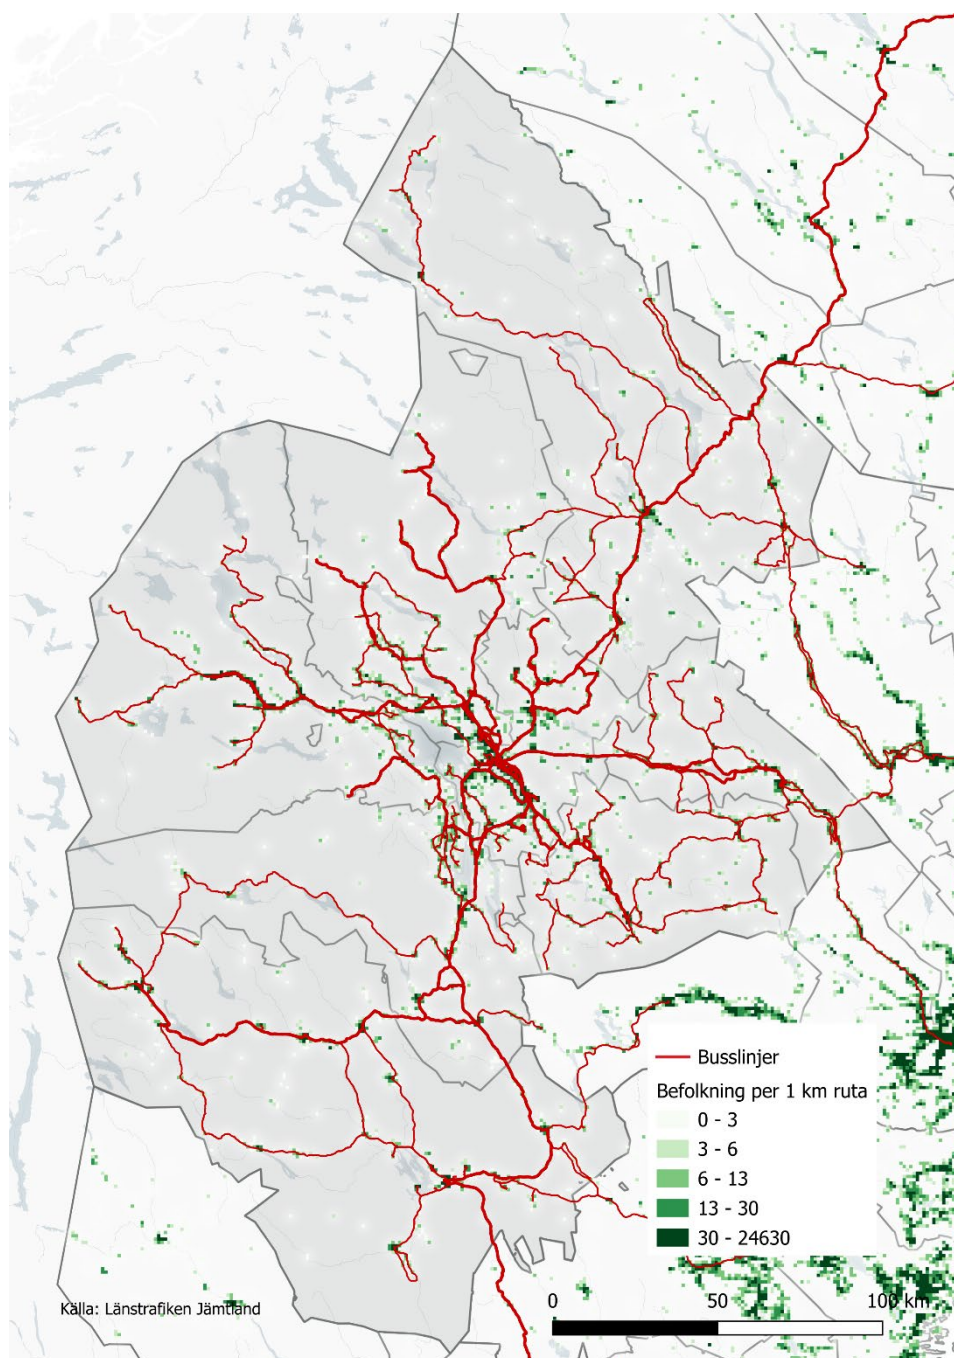 Busslinjer
Befolkning per 1 km ruta
0 - 3
3 - 6
6 - 13
13 - 30
30 - 24630
Källa: Länstrafiken Jämtland
0 50 100 km